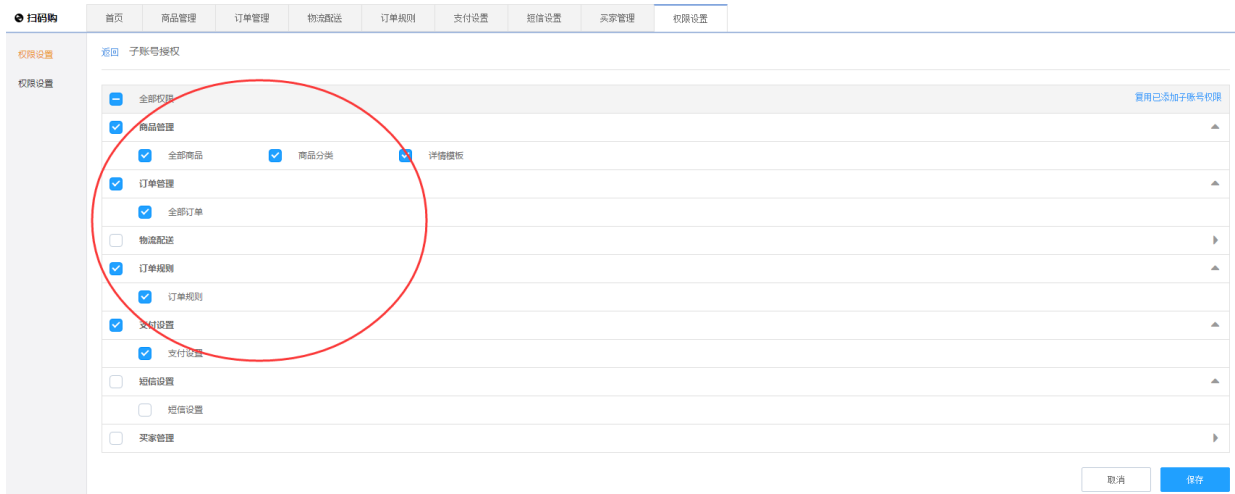 扫码购 首页 商品管理 订单管理 物流配送 订单规则 支付设置 短信设置 买家管理 权限设置
权限设置
权限设置
返回 子账号授权
全部权限 复用已添加子账号权限
商品管理
全部商品 商品分类 详情模板
订单管理
全部订单
物流配送
订单规则
订单规则
支付设置
支付设置
短信设置
短信设置
买家管理
取消 保存